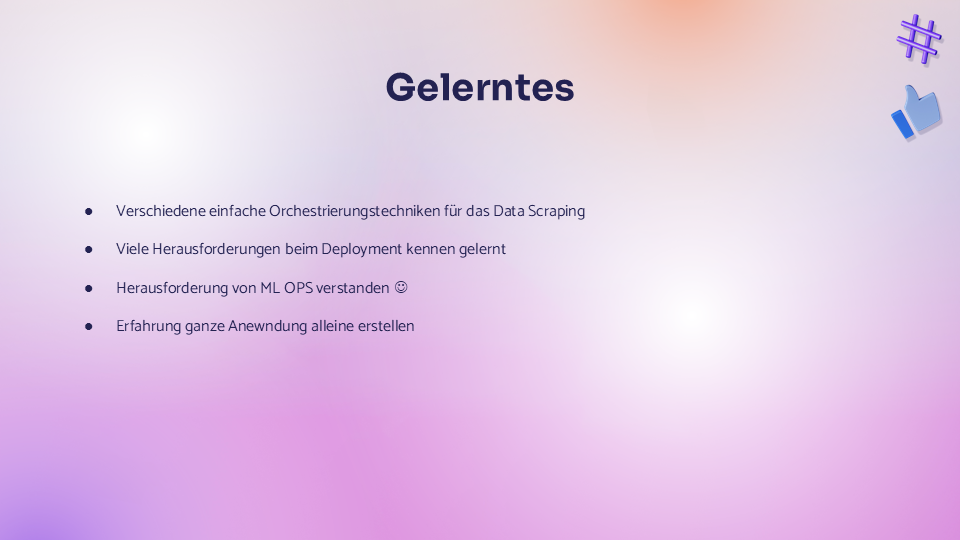 Gelerntes
● Verschiedene einfache Orchestrierungstechniken für das Data Scraping
● Viele Herausforderungen beim Deployment kennen gelernt
● Herausforderung von ML OPS verstanden ☺
● Erfahrung ganze Anewndung alleine erstellen